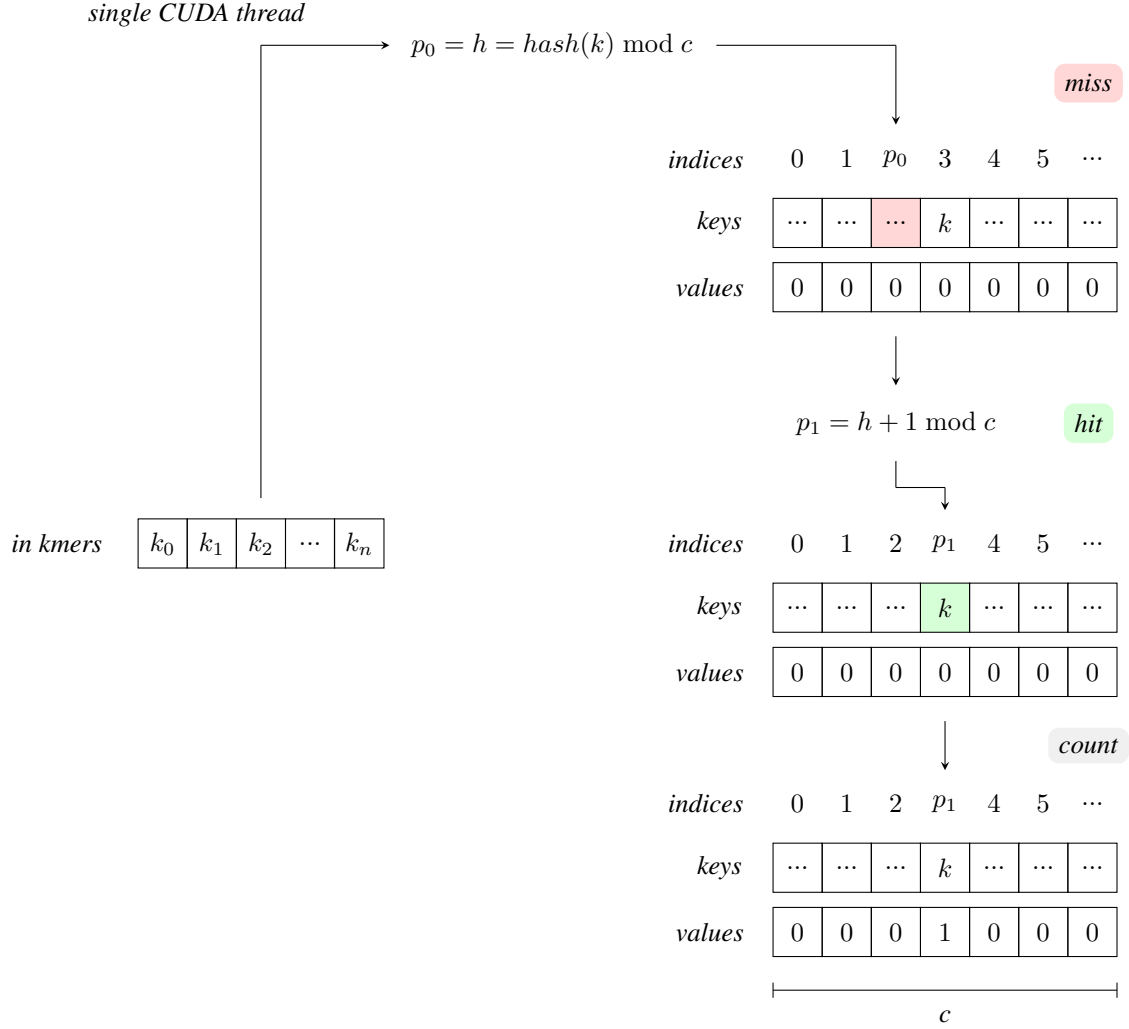 single CUDA thread
p₀ = h = hash(k) mod c
miss
indices 0 1 p₀ 3 4 5 ···
keys ··· ··· ··· k ··· ··· ···
values 0 0 0 0 0 0 0
p₁ = h + 1 mod c
hit
in kmers k₀ k₁ k₂ ··· kₙ
indices 0 1 2 p₁ 4 5 ···
keys ··· ··· ··· k ··· ··· ···
values 0 0 0 0 0 0 0
count
indices 0 1 2 p₁ 4 5 ···
keys ··· ··· ··· k ··· ··· ···
values 0 0 0 1 0 0 0
c